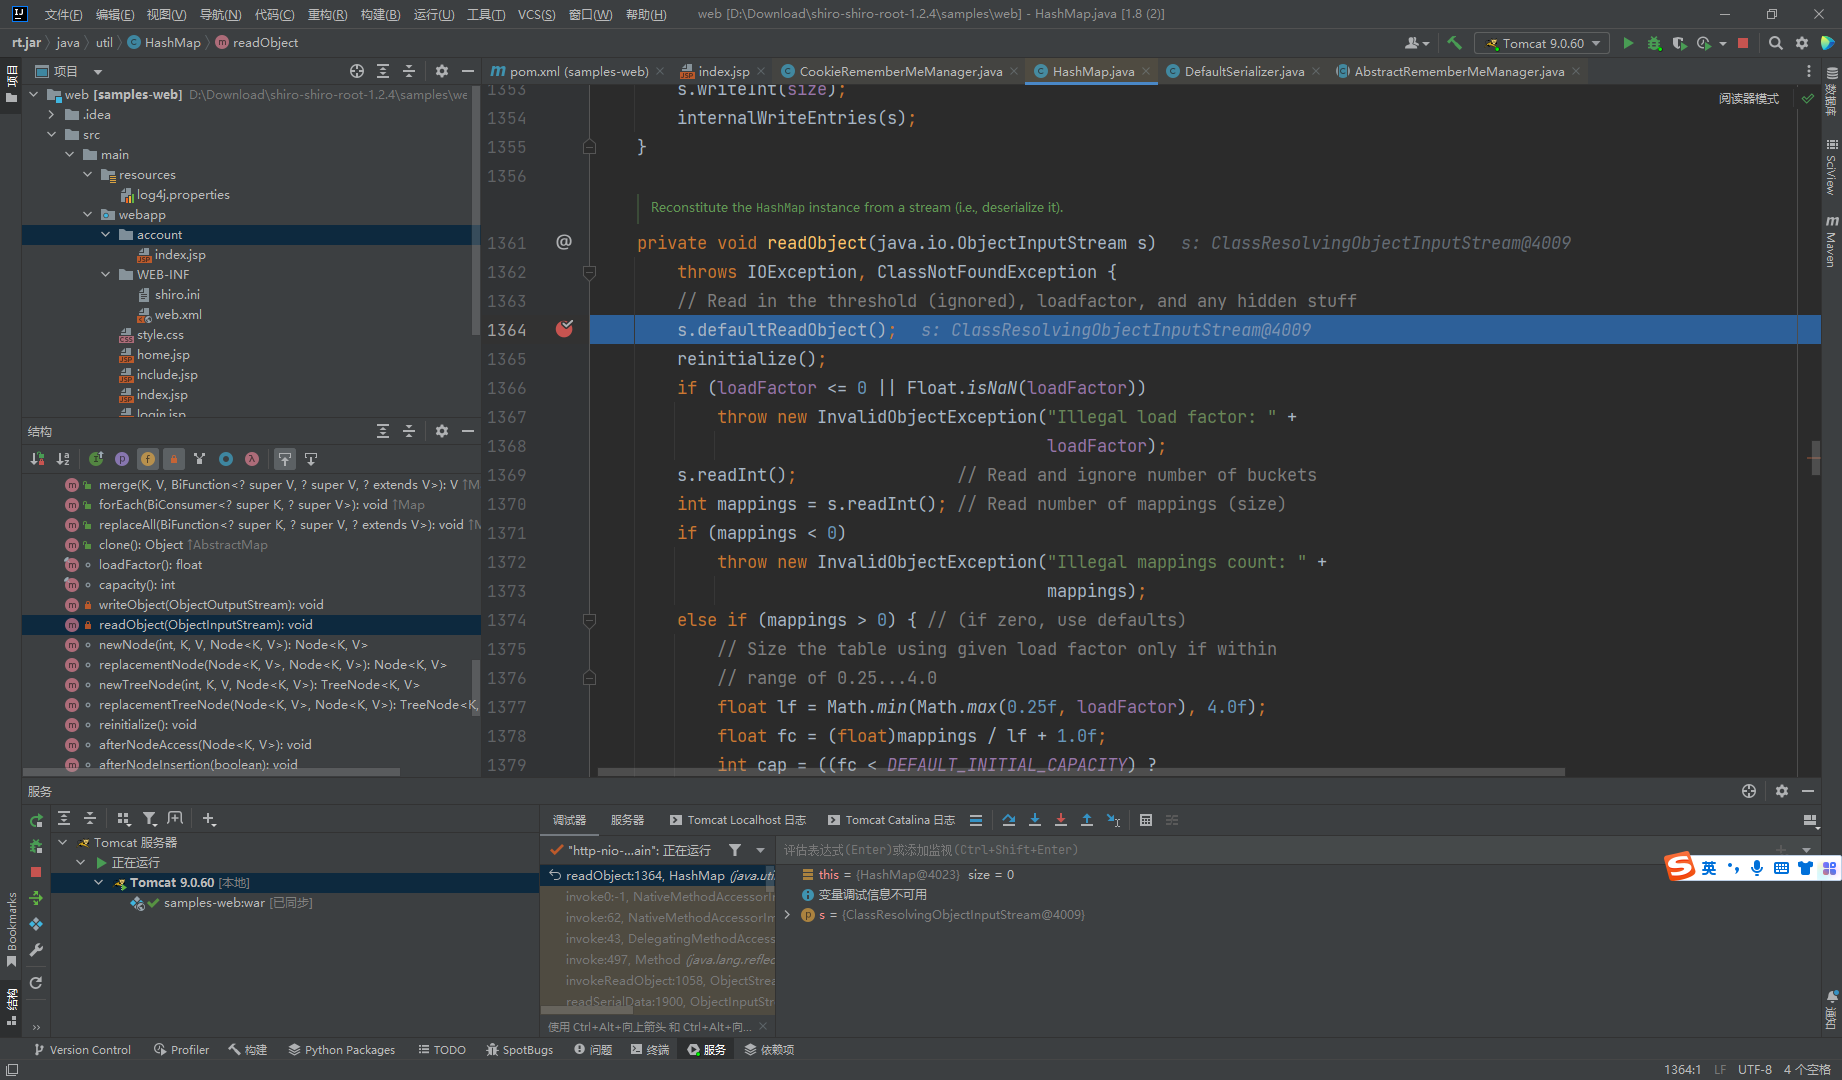 文件(F) 编辑(E) 视图(V) 导航(N) 代码(C) 重构(R) 构建(B) 运行(U) 工具(T) VCS(S) 窗口(W) 帮助(H) web [D:\Download\shiro-shiro-root-1.2.4\samples\web] - HashMap.java [1.8 (2)]
rt.jar java util HashMap readObject
Tomcat 9.0.60
项目
pom.xml (samples-web)
index.jsp
CookieRememberMeManager.java
HashMap.java
DefaultSerializer.java
AbstractRememberMeManager.java
web [samples-web] D:\Download\shiro-shiro-root-1.2.4\samples\we
.idea
src
main
resources
log4j.properties
webapp
account
index.jsp
WEB-INF
shiro.ini
web.xml
style.css
home.jsp
include.jsp
index.jsp
login.jsp
结构
merge(K, V, BiFunction<? super V, ? super V, ? extends V>): V ↑M
forEach(BiConsumer<? super K, ? super V>): void ↑Map
replaceAll(BiFunction<? super K, ? super V, ? extends V>): void ↑M
clone(): Object ↑AbstractMap
loadFactor(): float
capacity(): int
writeObject(ObjectOutputStream): void
readObject(ObjectInputStream): void
newNode(int, K, V, Node<K, V>): Node<K, V>
replacementNode(Node<K, V>, Node<K, V>): Node<K, V>
newTreeNode(int, K, V, Node<K, V>): TreeNode<K, V>
replacementTreeNode(Node<K, V>, Node<K, V>): TreeNode<K,
reinitialize(): void
afterNodeAccess(Node<K, V>): void
afterNodeInsertion(boolean): void
阅读器模式
1353 s.writeInt(size);
1354 internalWriteEntries(s);
1355 }
1356
Reconstitute the HashMap instance from a stream (i.e., deserialize it).
1361 @ private void readObject(java.io.ObjectInputStream s) s: ClassResolvingObjectInputStream@4009
1362 throws IOException, ClassNotFoundException {
1363 // Read in the threshold (ignored), loadfactor, and any hidden stuff
1364 s.defaultReadObject(); s: ClassResolvingObjectInputStream@4009
1365 reinitialize();
1366 if (loadFactor <= 0 || Float.isNaN(loadFactor))
1367 throw new InvalidObjectException("Illegal load factor: " +
1368 loadFactor);
1369 s.readInt(); // Read and ignore number of buckets
1370 int mappings = s.readInt(); // Read number of mappings (size)
1371 if (mappings < 0)
1372 throw new InvalidObjectException("Illegal mappings count: " +
1373 mappings);
1374 else if (mappings > 0) { // (if zero, use defaults)
1375 // Size the table using given load factor only if within
1376 // range of 0.25...4.0
1377 float lf = Math.min(Math.max(0.25f, loadFactor), 4.0f);
1378 float fc = (float)mappings / lf + 1.0f;
1379 int cap = ((fc < DEFAULT_INITIAL_CAPACITY) ?
数据库
SciView
Maven
通知
项目
Bookmarks
结构
服务
Tomcat 服务器
正在运行
Tomcat 9.0.60 [本地]
samples-web:war [已同步]
调试器 服务器 Tomcat Localhost 日志 Tomcat Catalina 日志
"http-nio-...ain": 正在运行
readObject:1364, HashMap (java.uti
invoke0:-1, NativeMethodAccessorIm
invoke:62, NativeMethodAccessorIm
invoke:43, DelegatingMethodAccess
invoke:497, Method (java.lang.reflec
invokeReadObject:1058, ObjectStrea
readSerialData:1900, ObjectInputStr
使用 Ctrl+Alt+向上箭头 和 Ctrl+Alt+向...
评估表达式(Enter)或添加监视(Ctrl+Shift+Enter)
this = {HashMap@4023} size = 0
变量调试信息不可用
s = {ClassResolvingObjectInputStream@4009}
英
Version Control Profiler 构建 Python Packages TODO SpotBugs 问题 终端 服务 依赖项
1364:1 LF UTF-8 4 个空格